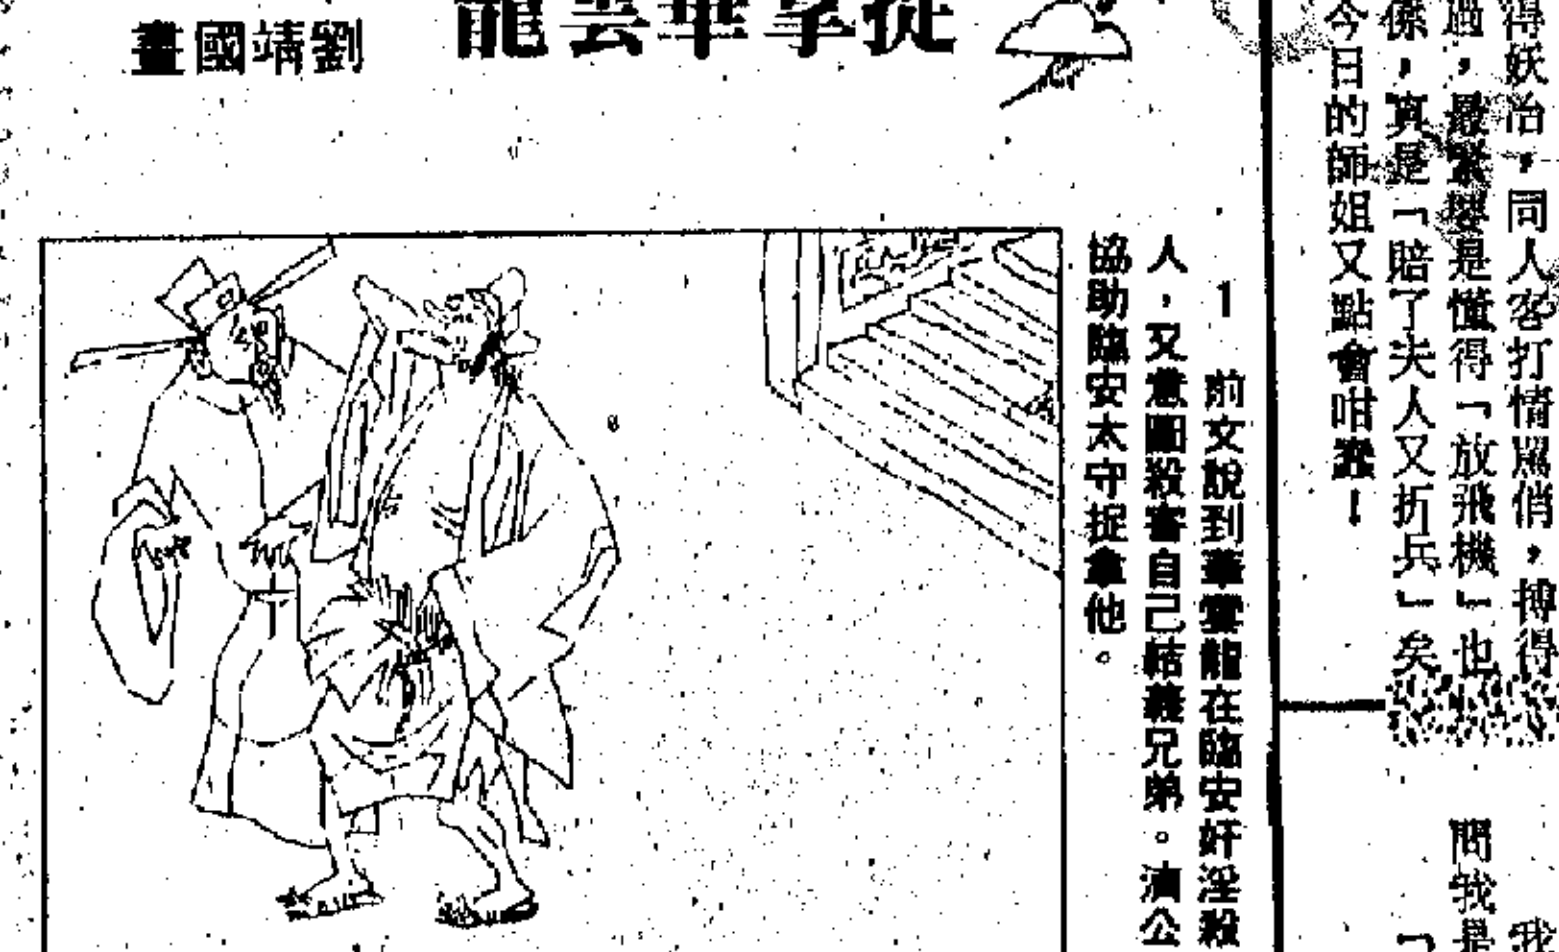 得妖冶，同人客打情罵俏，搏得
過，最緊要是懂得「放飛機」也
係，真是「賠了夫人又折兵」矣
今日的師姐又點會咁蠢！
我
問我是
「
捉拿華雲龍
劉靖國畫
1 前文說到華雲龍在臨安奸淫殺
人，又意圖殺害自己結義兄弟。濟公
協助臨安太守捉拿他。